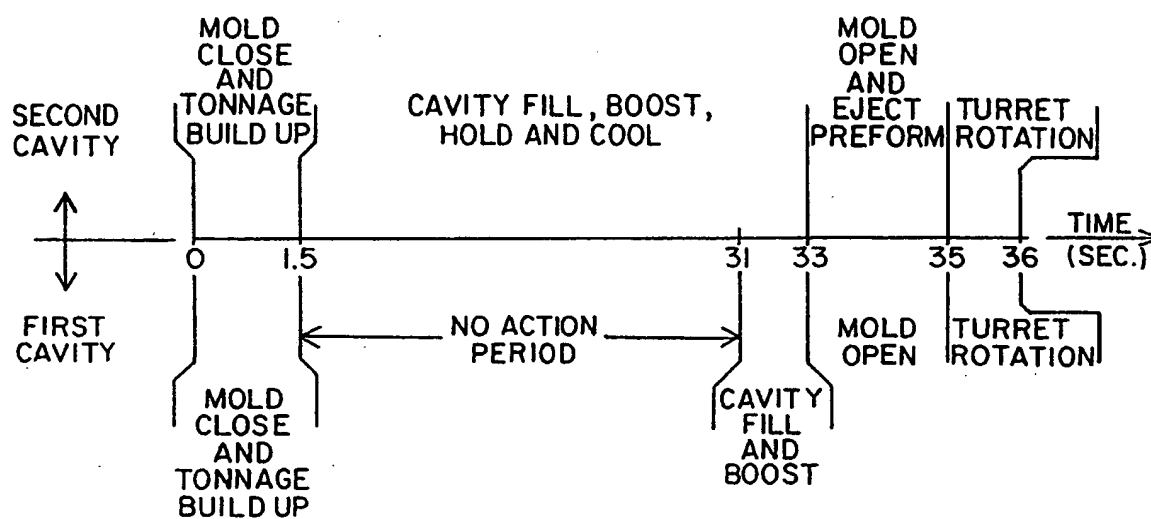 MOLD
CLOSE
AND
TONNAGE
BUILD UP
SECOND
CAVITY
CAVITY FILL, BOOST,
HOLD AND COOL
MOLD
OPEN
AND
EJECT
PREFORM
TURRET
ROTATION
TIME
(SEC.)
0
1.5
31
33
35
36
FIRST
CAVITY
NO ACTION
PERIOD
MOLD
OPEN
TURRET
ROTATION
MOLD
CLOSE
AND
TONNAGE
BUILD UP
CAVITY
FILL
AND
BOOST